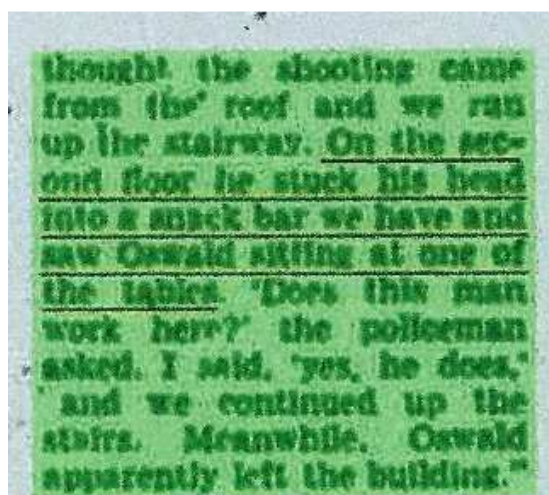 thought the shooting came
from the roof and we ran
up the stairway. On the sec-
ond floor he stuck his head
into a snack bar we have and
saw Oswald sitting at one of
the tables "Does this man
work here?' the policeman
asked. I said, 'yes, he does,'
' and we continued up the
stairs. Meanwhile, Oswald
apparently left the building."